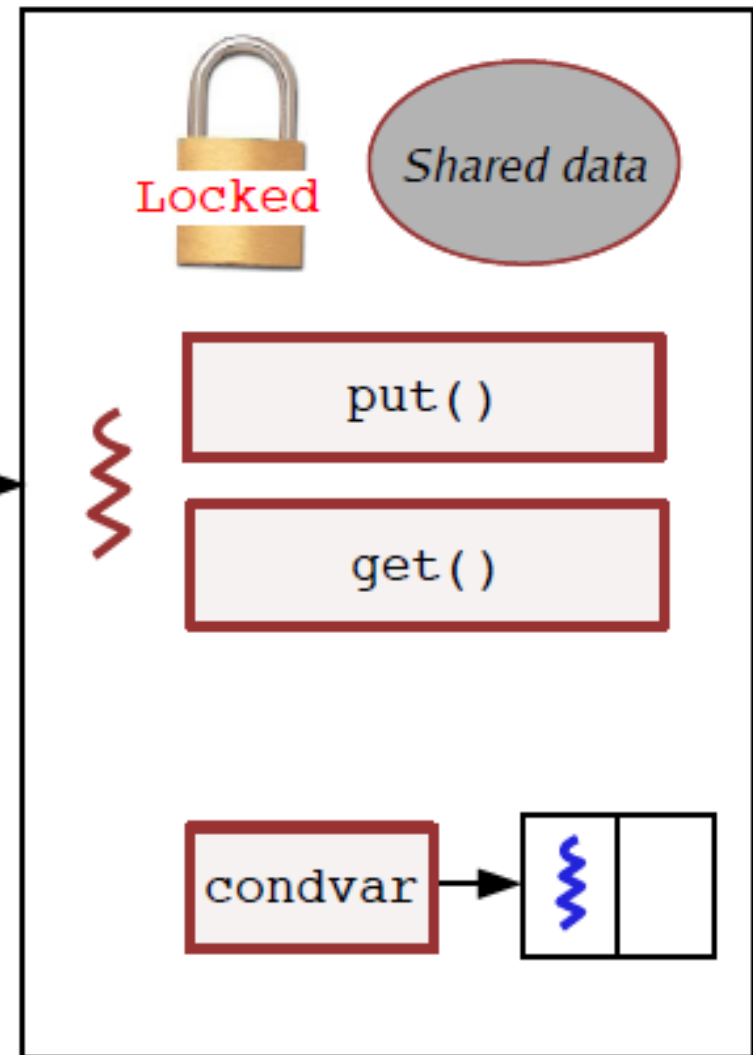 Locked
Shared data
put()
get()
condvar